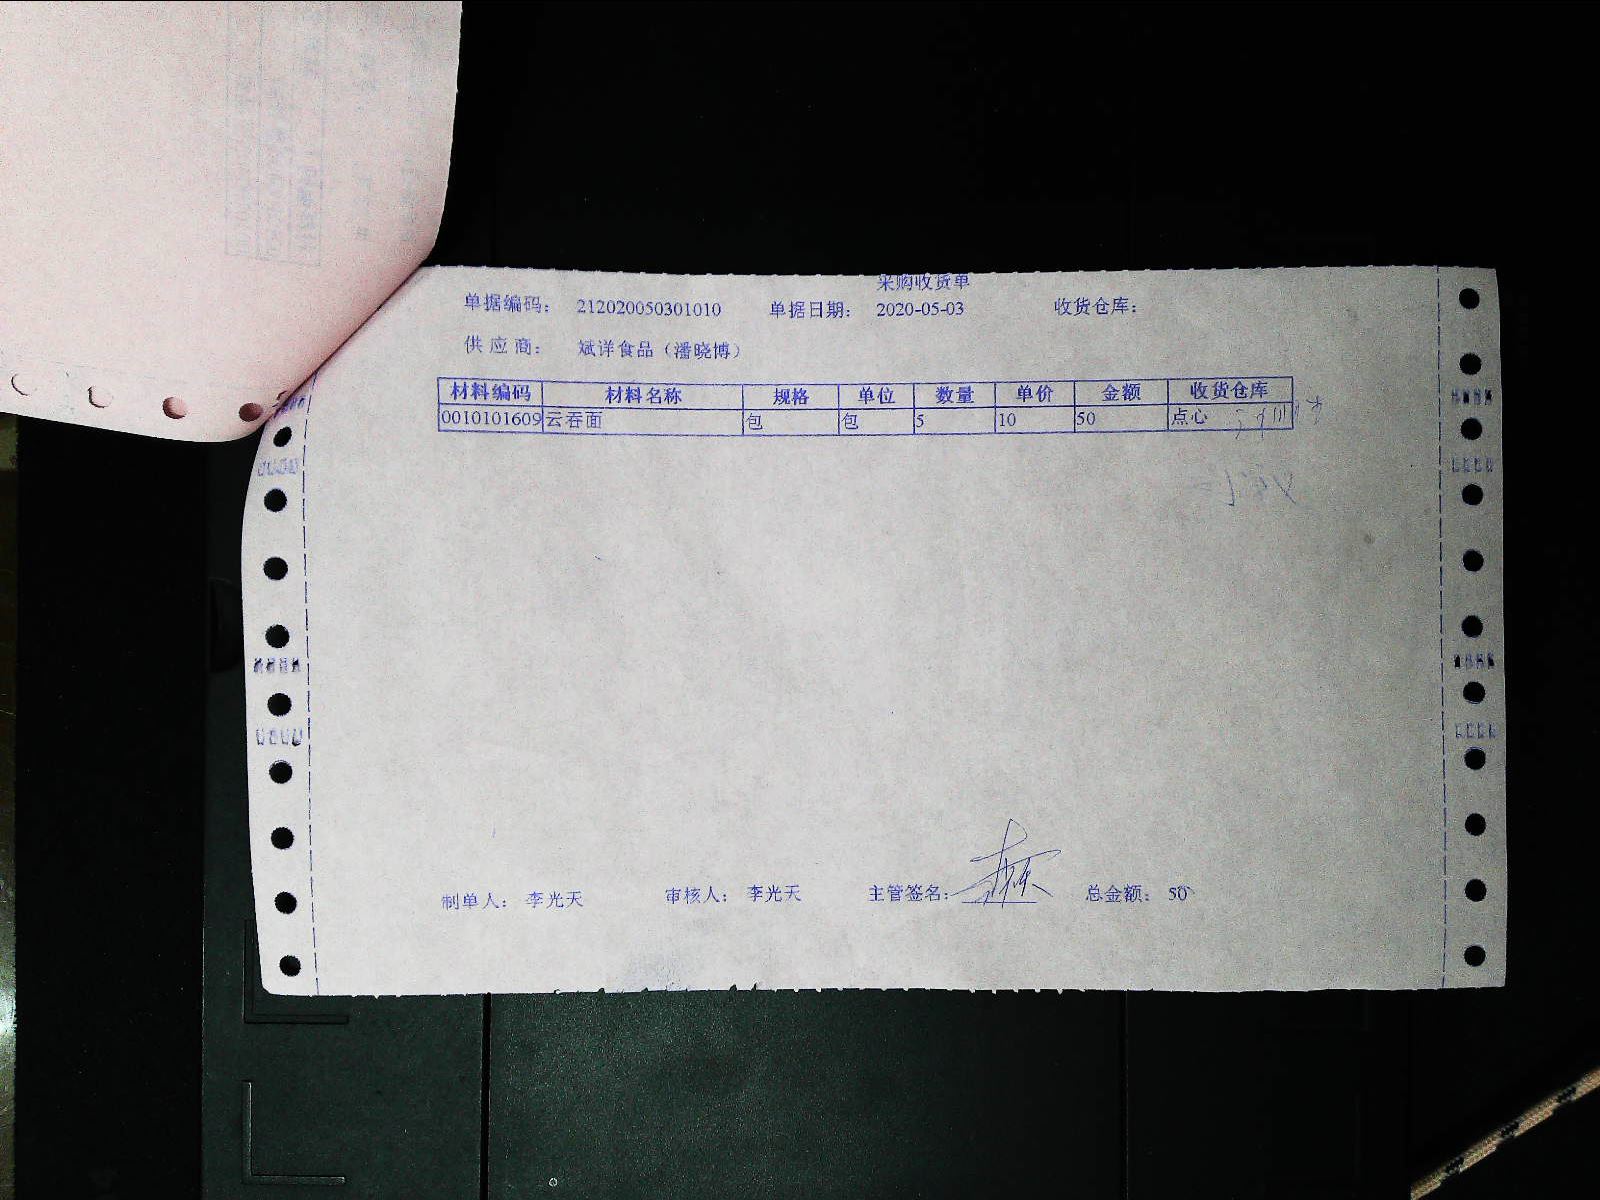 采购收货单
单据编码： 212020050301010 单据日期： 2020-05-03 收货仓库：
供 应 商： 斌洋食品（潘晓博）
材料编码 材料名称 规格 单位 数量 单价 金额 收货仓库
0010101609 云吞面 包 包 5 10 50 点心
制单人： 李光天 审核人： 李光天 主管签名： 总金额： 50